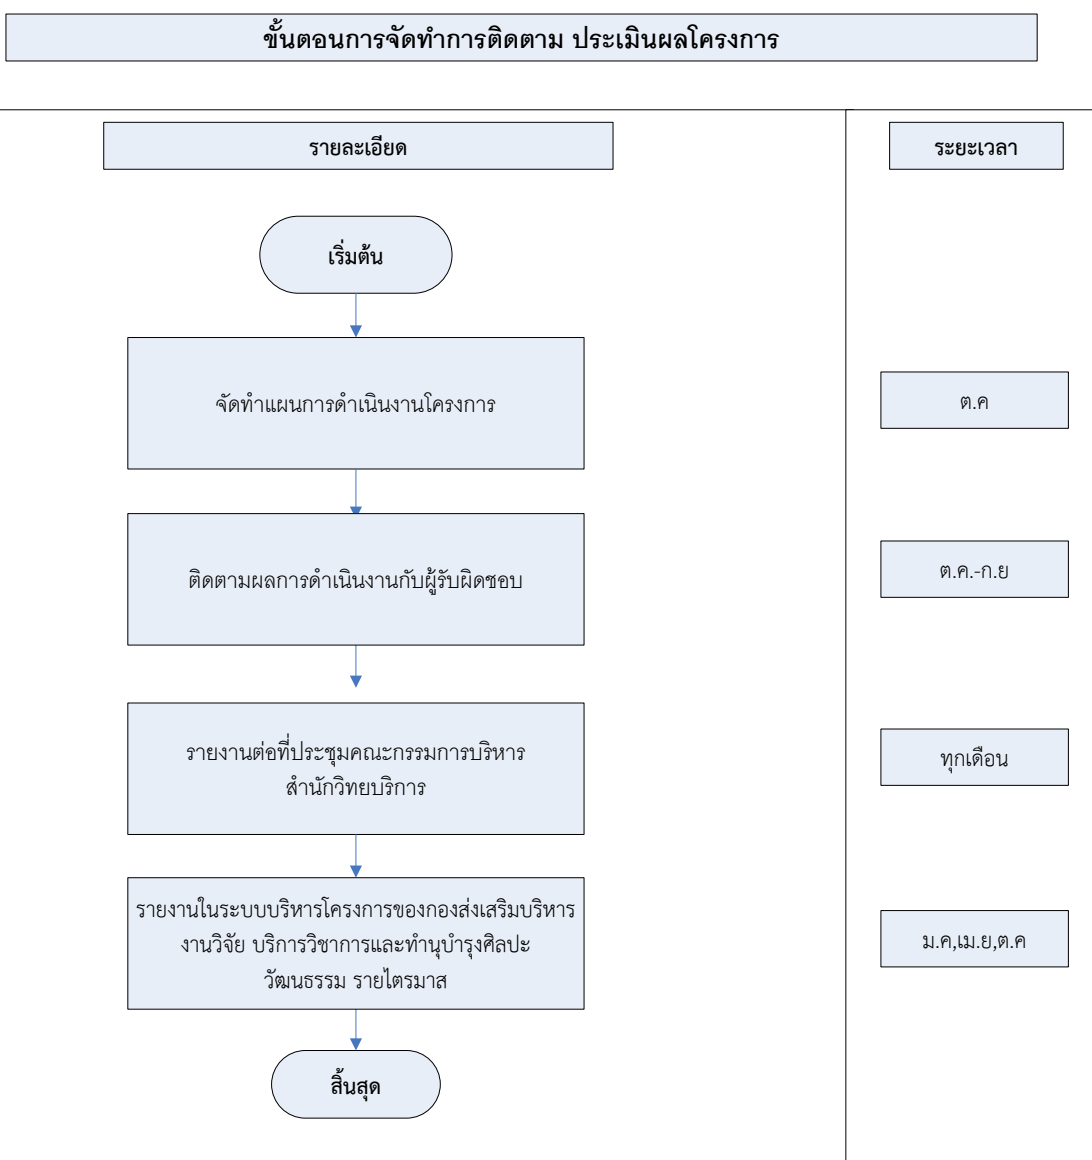 ขั้นตอนการจัดทำการติดตาม ประเมินผลโครงการ
รายละเอียด
ระยะเวลา
เริ่มต้น
จัดทำแผนการดำเนินงานโครงการ
ต.ค
ติดตามผลการดำเนินงานกับผู้รับผิดชอบ
ต.ค.-ก.ย
รายงานต่อที่ประชุมคณะกรรมการบริหาร
สำนักวิทยบริการ
ทุกเดือน
รายงานในระบบบริหารโครงการของกองส่งเสริมบริหาร
งานวิจัย บริการวิชาการและทำนุบำรุงศิลปะ
วัฒนธรรม รายไตรมาส
ม.ค,เม.ย,ต.ค
สิ้นสุด